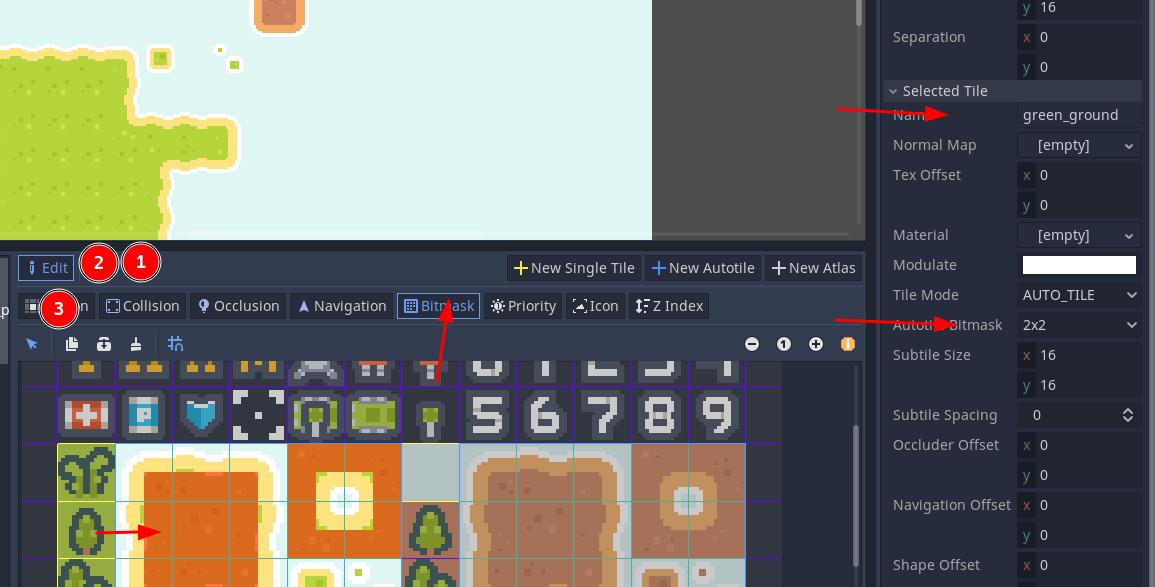 y 16
Separation x 0
y 0
Selected Tile
Nam green_ground
Normal Map [empty]
Tex Offset x 0
y 0
Material [empty]
Modulate
Tile Mode AUTO_TILE
Autotile Bitmask 2x2
Subtile Size x 16
y 16
Subtile Spacing 0
Occluder Offset x 0
y 0
Navigation Offset x 0
y 0
Shape Offset x 0
Edit 2 1 New Single Tile New Autotile New Atlas
p 3 n Collision Occlusion Navigation Bitmask Priority Icon Z Index
1
5 6 7 8 9